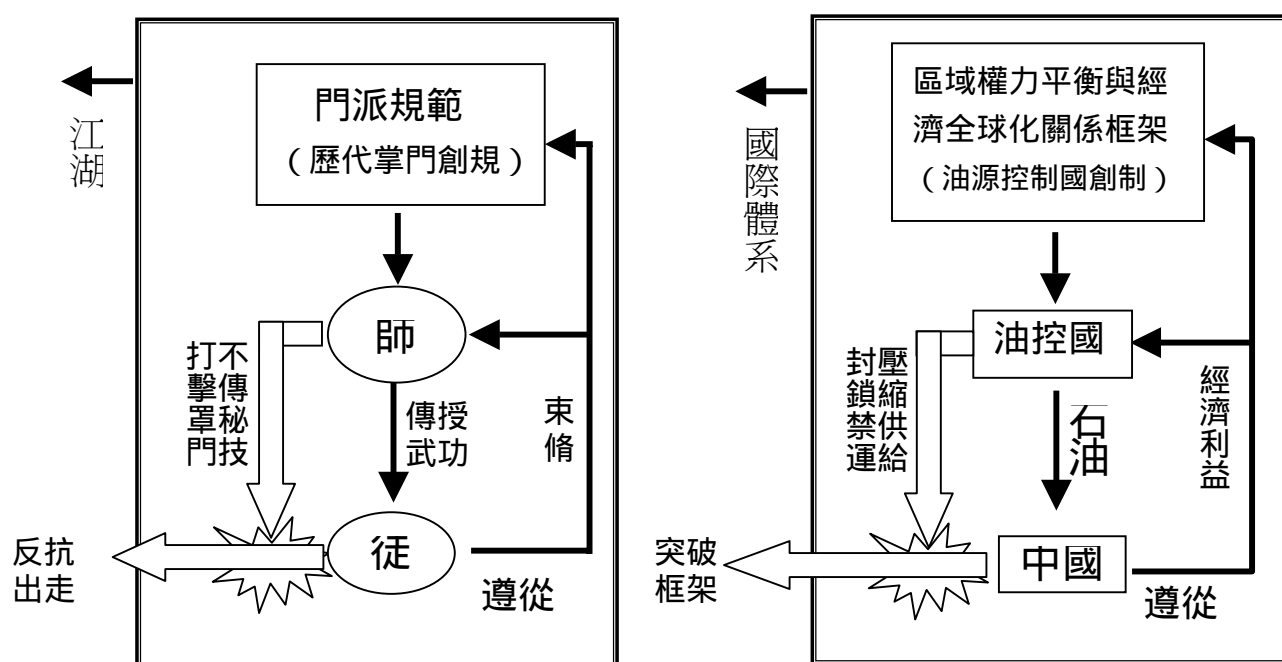 江湖
門派規範
（歷代掌門創規）
師
不傳秘技
打擊罩門
傳授
武功
束脩
徒
反抗
出走
遵從
國際體系
區域權力平衡與經
濟全球化關係框架
（油源控制國創制）
油控國
壓縮供給
封鎖禁運
石油
經濟利益
突破
框架
中國
遵從